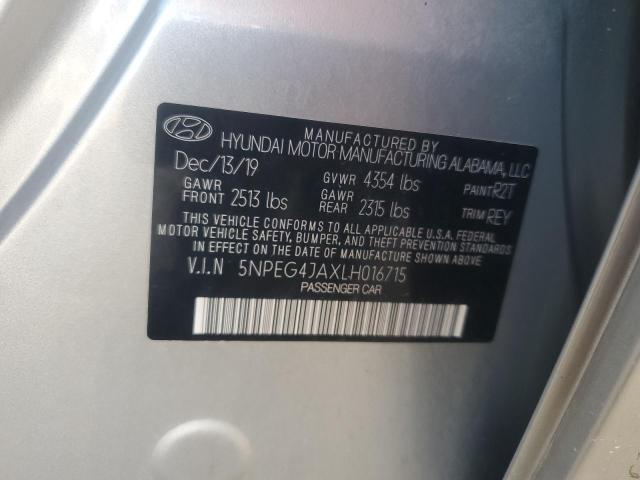 MANUFACTURED BY
HYUNDAI MOTOR MANUFACTURING ALABAMA, LLC
Dec/13/19 GVWR 4354 lbs PAINT R2T
GAWR FRONT 2513 lbs GAWR REAR 2315 lbs TRIM REY
THIS VEHICLE CONFORMS TO ALL APPLICABLE U.S. FEDERAL
MOTOR VEHICLE SAFETY, BUMPER, AND THEFT PREVENTION STANDARDS
IN EFFECT ON THE DATE OF MANUFACTURE SHOWN ABOVE.
V.I.N 5NPEG4JAXLH016715
PASSENGER CAR